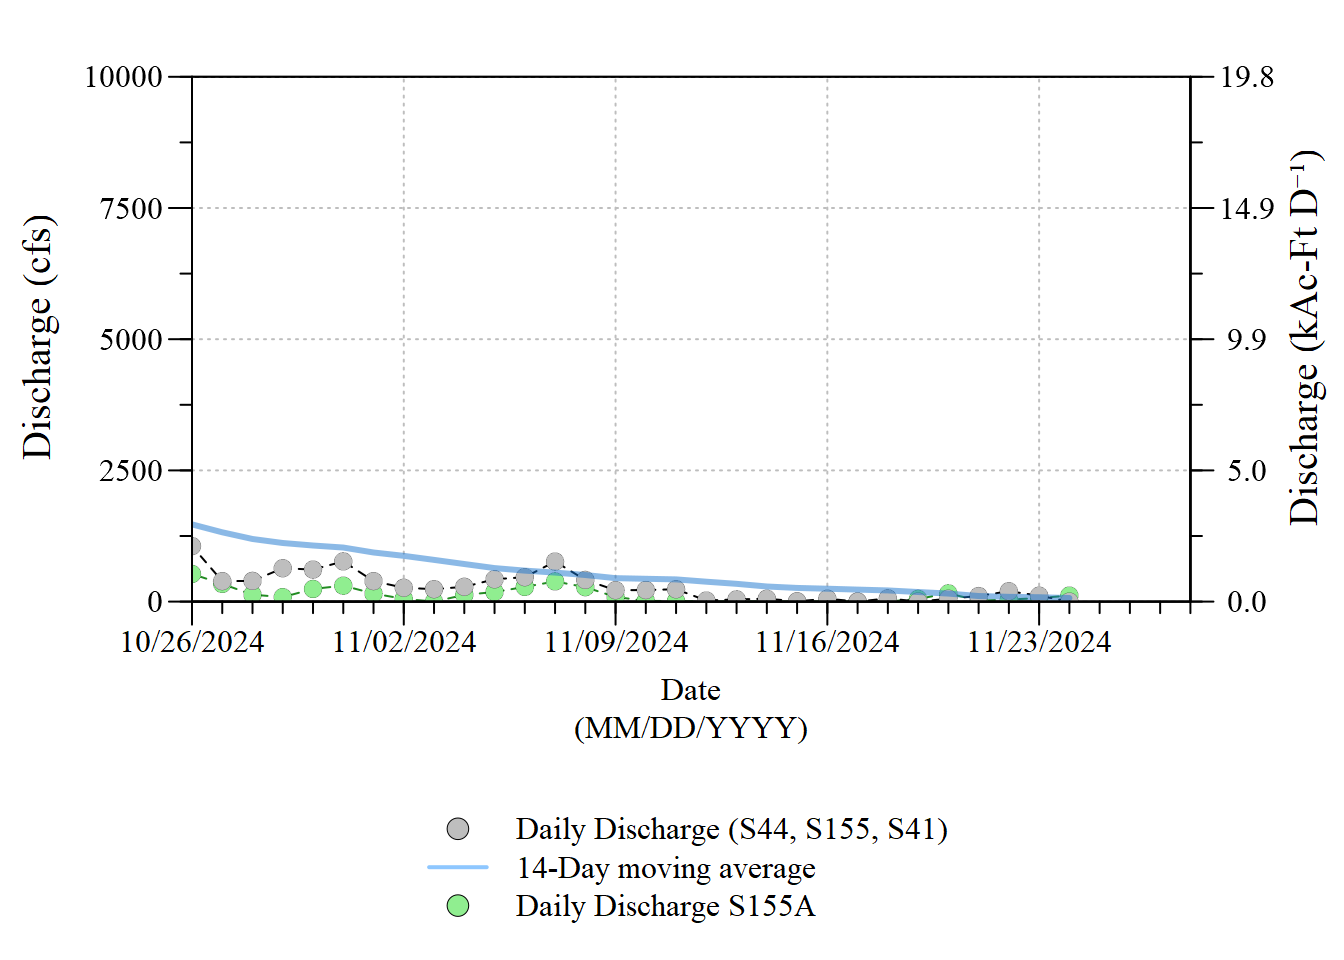 10000
7500
5000
2500
0
19.8
14.9
9.9
5.0
0.0
Discharge (cfs)
Discharge (kAc-Ft D⁻¹)
10/26/2024
11/02/2024
11/09/2024
11/16/2024
11/23/2024
Date
(MM/DD/YYYY)
Daily Discharge (S44, S155, S41)
14-Day moving average
Daily Discharge S155A